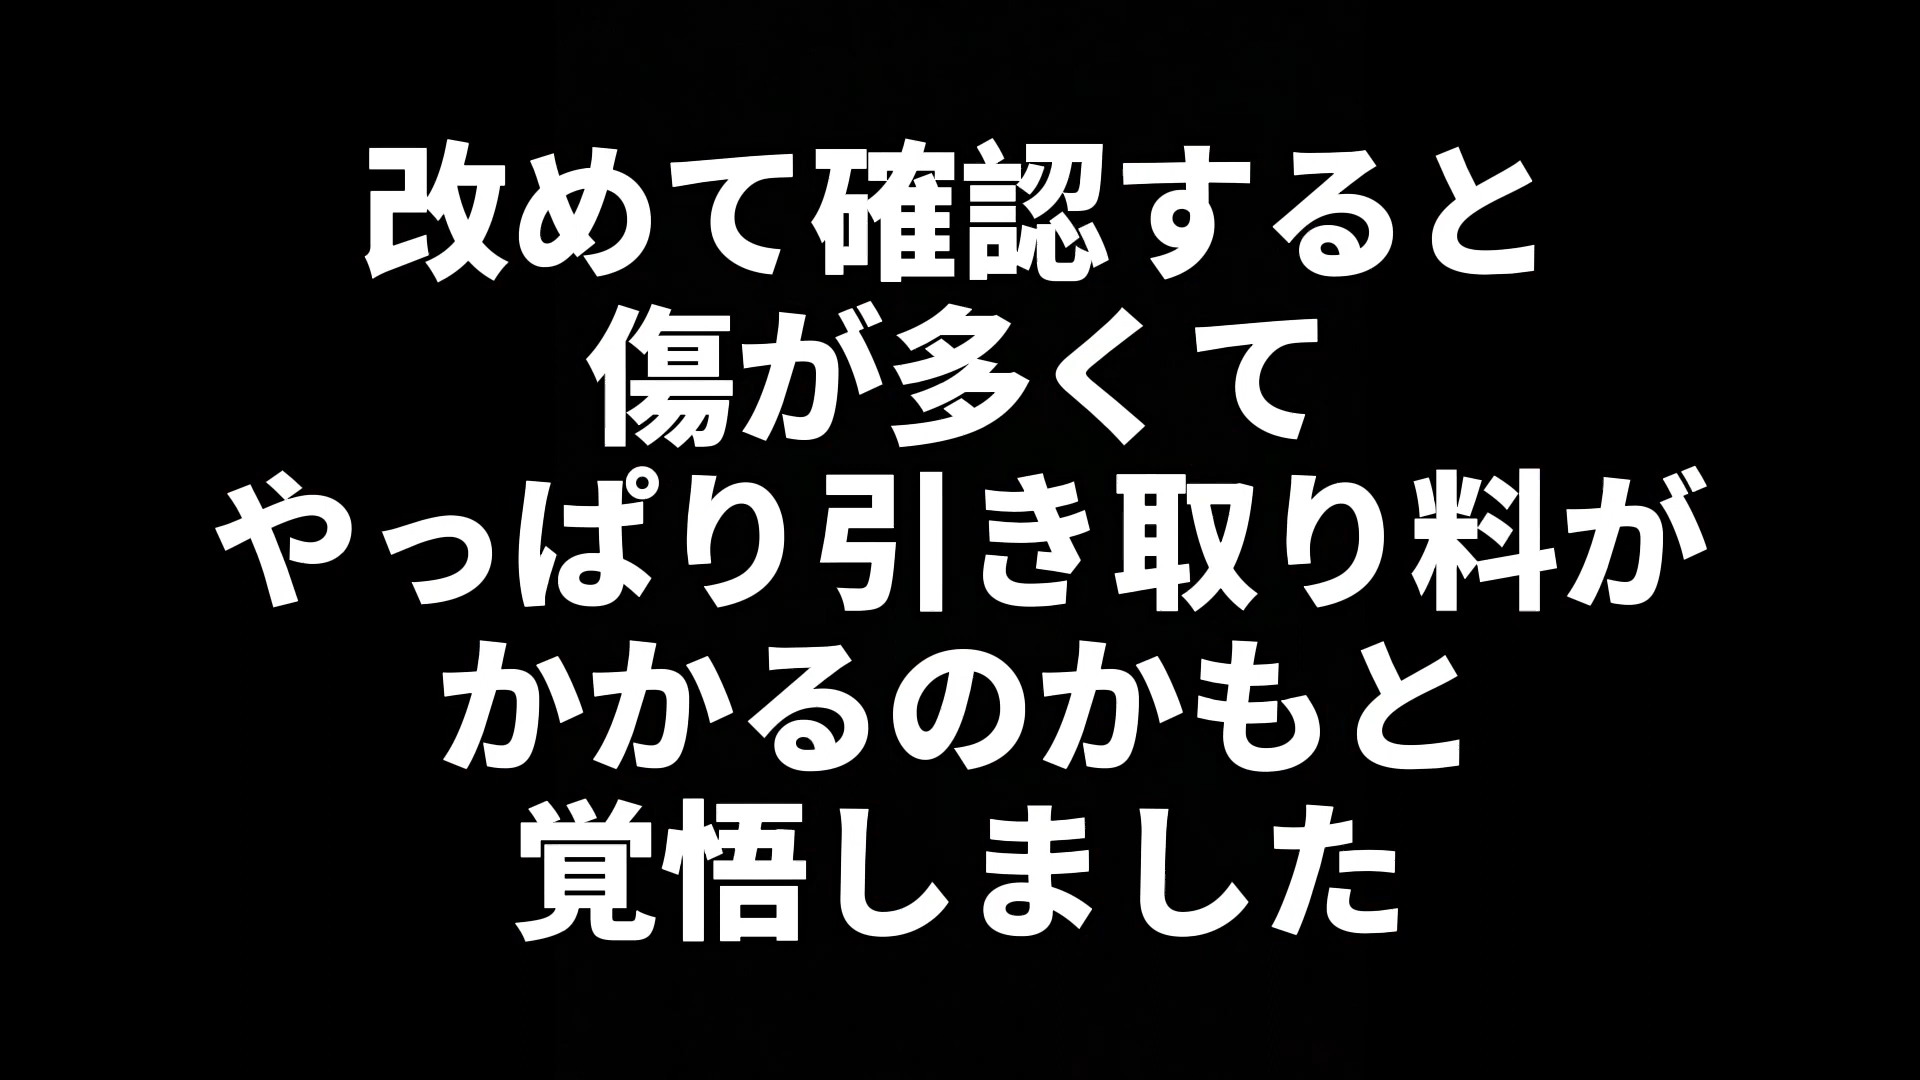 改めて確認すると
傷が多くて
やっぱり引き取り料が
かかるのかもと
覚悟しました